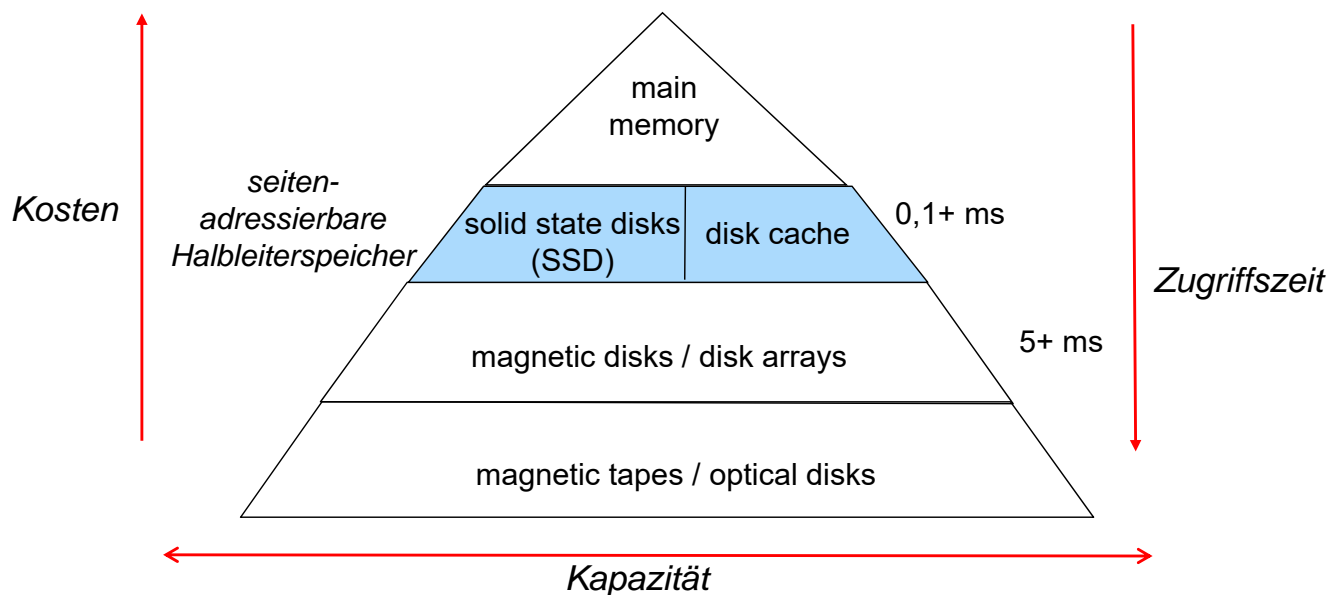 main
memory
seiten-
adressierbare
Halbleiterspeicher
Kosten
solid state disks
(SSD)
disk cache
0,1+ ms
Zugriffszeit
magnetic disks / disk arrays
5+ ms
magnetic tapes / optical disks
Kapazität